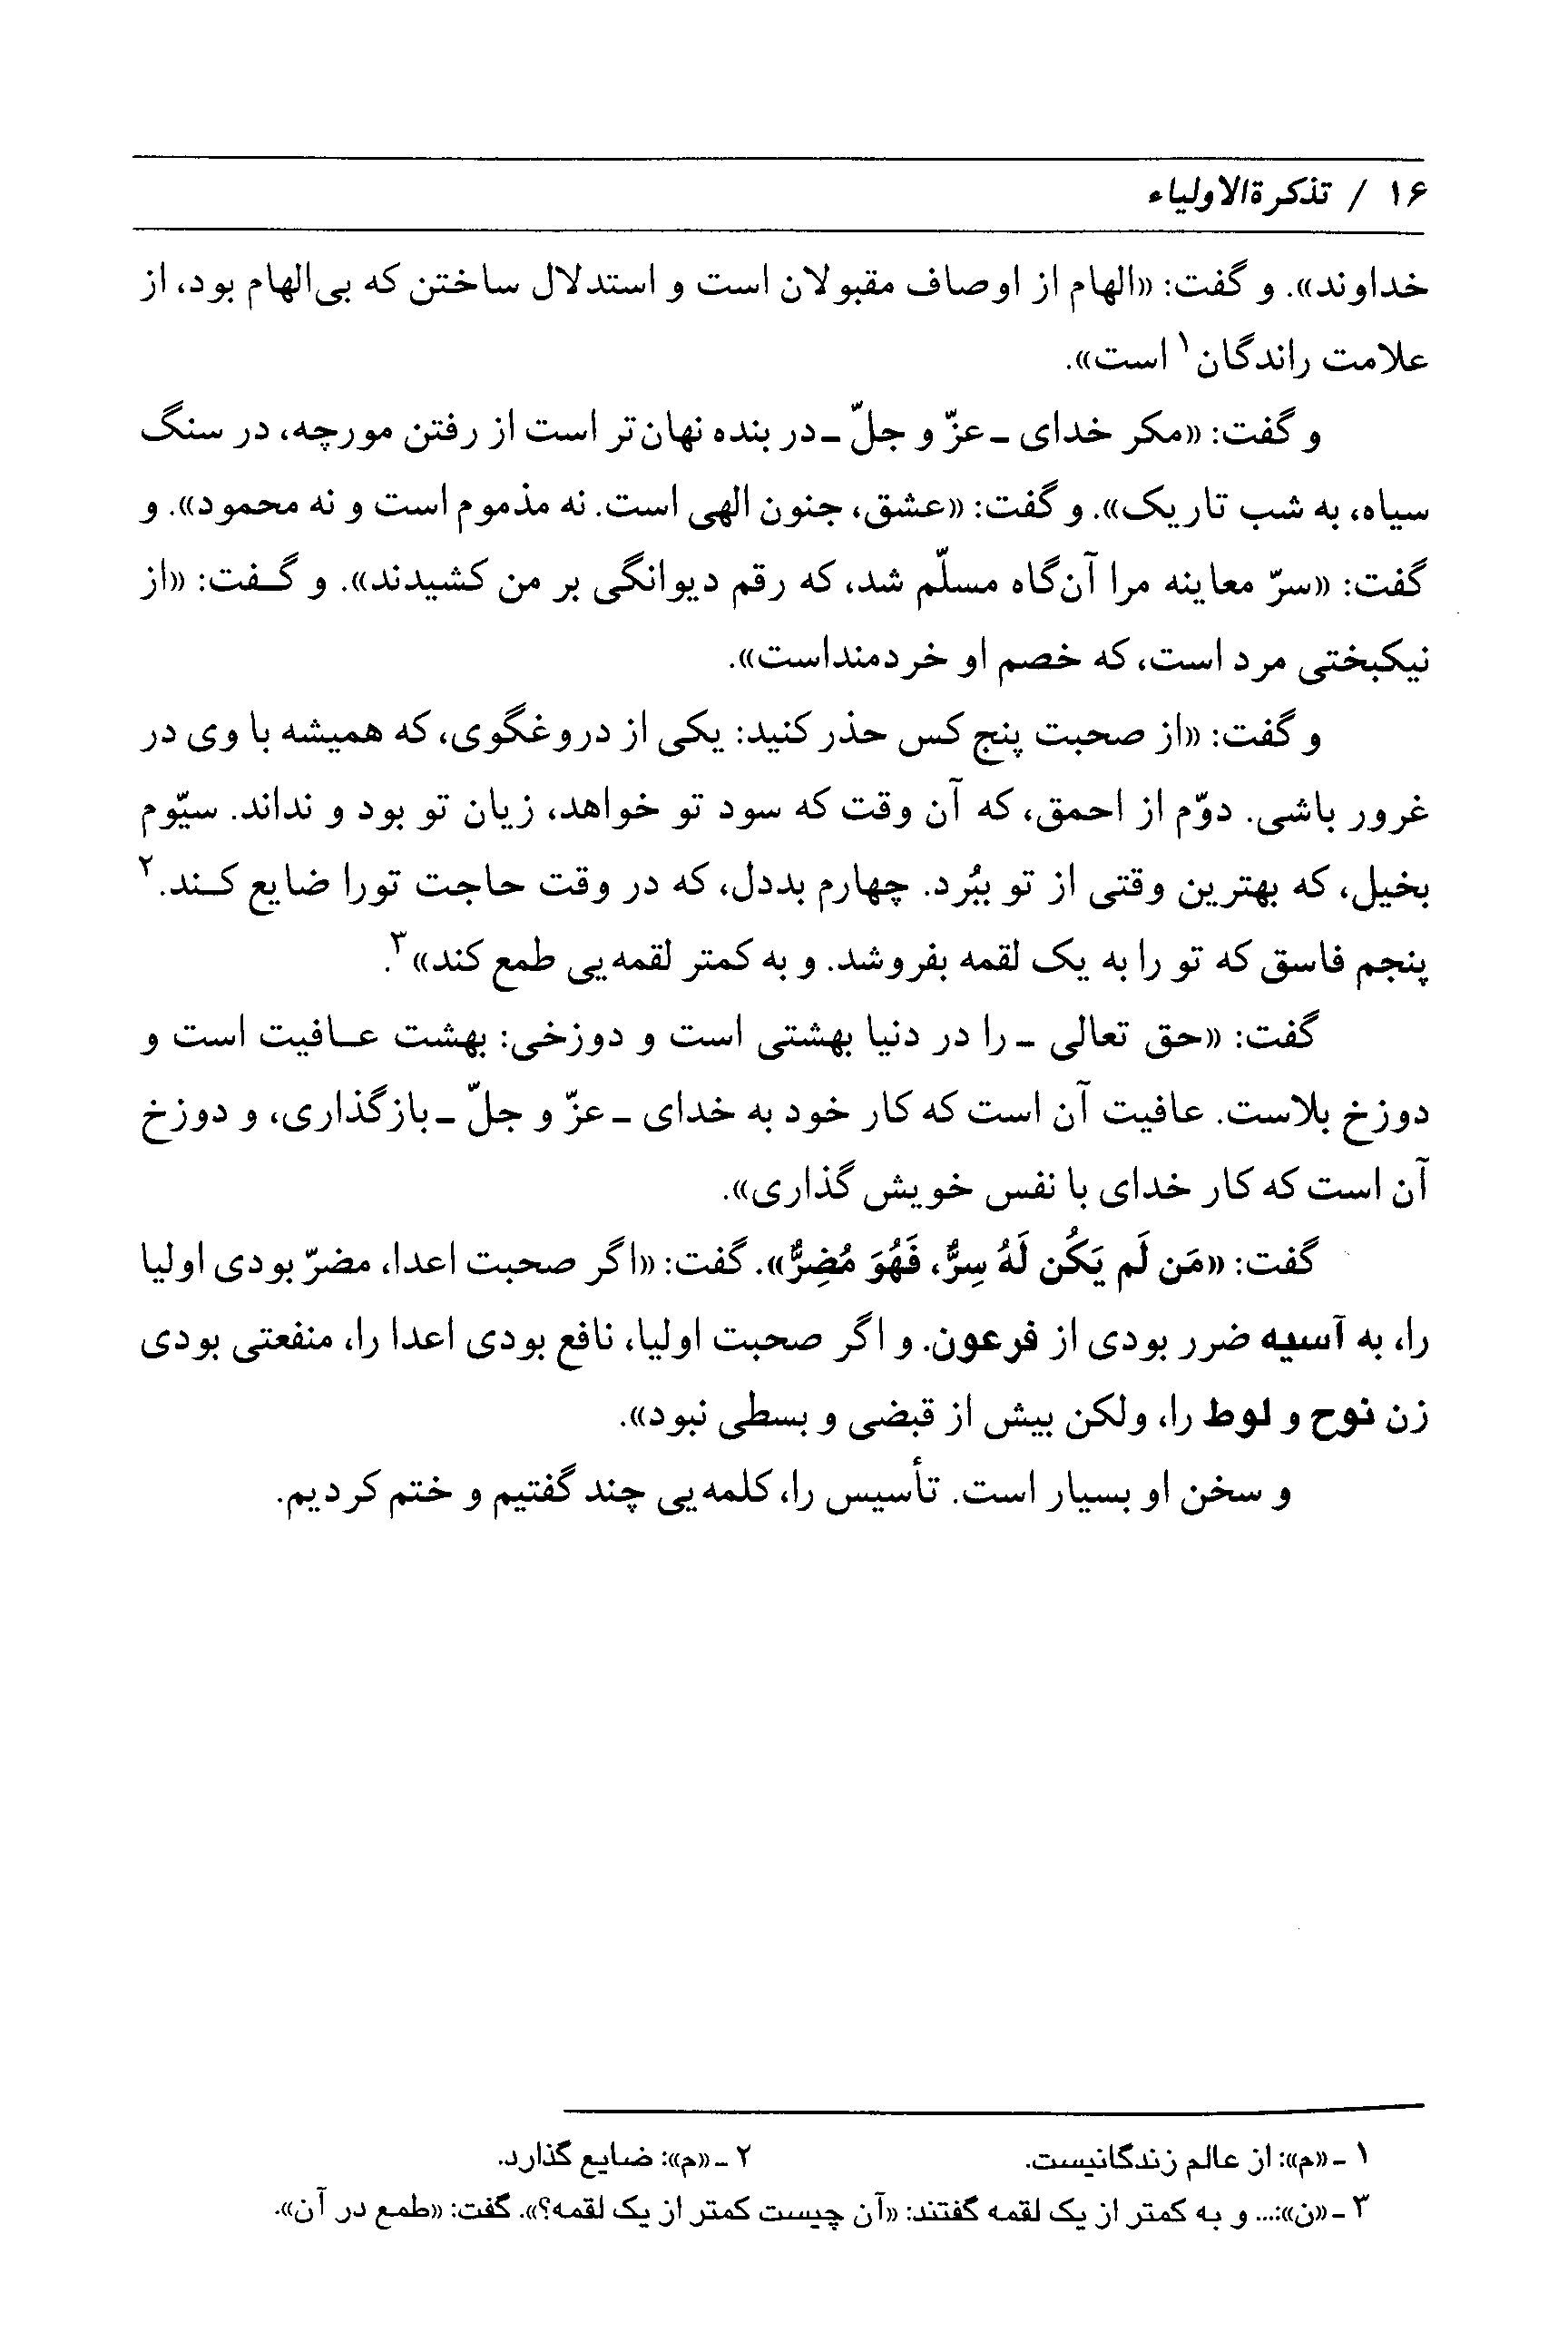 ۱۶ / تذکرةالاولیاء
خداوند». و گفت: «الهام از اوصاف مقبولان است و استدلال ساختن که بی‌الهام بود، از
علامت راندگان۱ است».
و گفت: «مکر خدای ـ عزّ و جلّ ـ در بنده نهان‌تر است از رفتن مورچه، در سنگ
سیاه، به شب تاریک». و گفت: «عشق، جنون الهی است. نه مذموم است و نه محمود». و
گفت: «سرّ معاینه مرا آن‌گاه مسلّم شد، که رقم دیوانگی بر من کشیدند». و گفت: «از
نیکبختی مرد است، که خصم او خردمنداست».
و گفت: «از صحبت پنج کس حذر کنید: یکی از دروغگوی، که همیشه با وی در
غرور باشی. دوّم از احمق، که آن وقت که سود تو خواهد، زیان تو بود و نداند. سیّوم
بخیل، که بهترین وقتی از تو ببُرد. چهارم بددل، که در وقت حاجت تورا ضایع کند.۲
پنجم فاسق که تو را به یک لقمه بفروشد. و به کمتر لقمه‌یی طمع کند»۳.
گفت: «حق تعالی ـ را در دنیا بهشتی است و دوزخی: بهشت عافیت است و
دوزخ بلاست. عافیت آن است که کار خود به خدای ـ عزّ و جلّ ـ بازگذاری، و دوزخ
آن است که کار خدای با نفس خویش گذاری».
گفت: «مَن لَم یَکُن لَهُ سِرٌّ، فَهُوَ مُضِرٌّ». گفت: «اگر صحبت اعدا، مضرّ بودی اولیا
را، به آسیه ضرر بودی از فرعون. و اگر صحبت اولیا، نافع بودی اعدا را، منفعتی بودی
زن نوح و لوط را، ولکن بیش از قبضی و بسطی نبود».
و سخن او بسیار است. تأسیس را، کلمه‌یی چند گفتیم و ختم کردیم.
۱ ـ «م»: از عالم زندگانیست. ۲ ـ «م»: ضایع گذارد.
۳ ـ «ن»:... و به کمتر از یک لقمه گفتند: «آن چیست کمتر از یک لقمه؟». گفت: «طمع در آن».